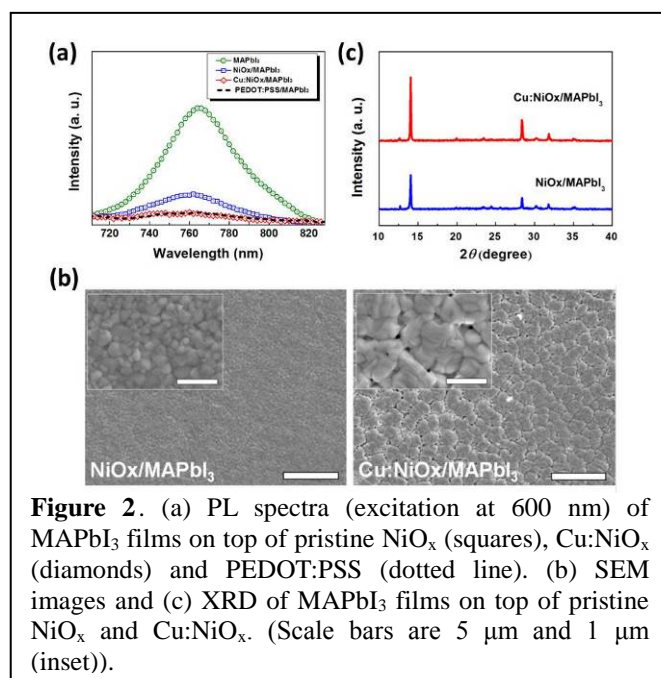 (a)
MAPbI₃
NiOx/MAPbI₃
Cu:NiOx/MAPbI₃
PEDOT:PSS/MAPbI₃
Intensity (a. u.)
720 740 760 780 800 820
Wavelength (nm)
(c)
Cu:NiOx/MAPbI₃
NiOx/MAPbI₃
Intensity (a. u.)
10 15 20 25 30 35 40
2θ (degree)
(b)
NiOx/MAPbI₃
Cu:NiOx/MAPbI₃
Figure 2. (a) PL spectra (excitation at 600 nm) of
MAPbI₃ films on top of pristine NiOₓ (squares), Cu:NiOₓ
(diamonds) and PEDOT:PSS (dotted line). (b) SEM
images and (c) XRD of MAPbI₃ films on top of pristine
NiOₓ and Cu:NiOₓ. (Scale bars are 5 μm and 1 μm
(inset)).